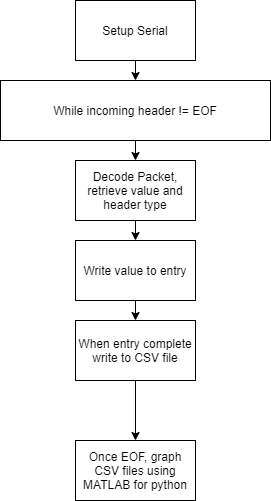 Setup Serial
While incoming header != EOF
Decode Packet,
retrieve value and
header type
Write value to entry
When entry complete
write to CSV file
Once EOF, graph
CSV files using
MATLAB for python